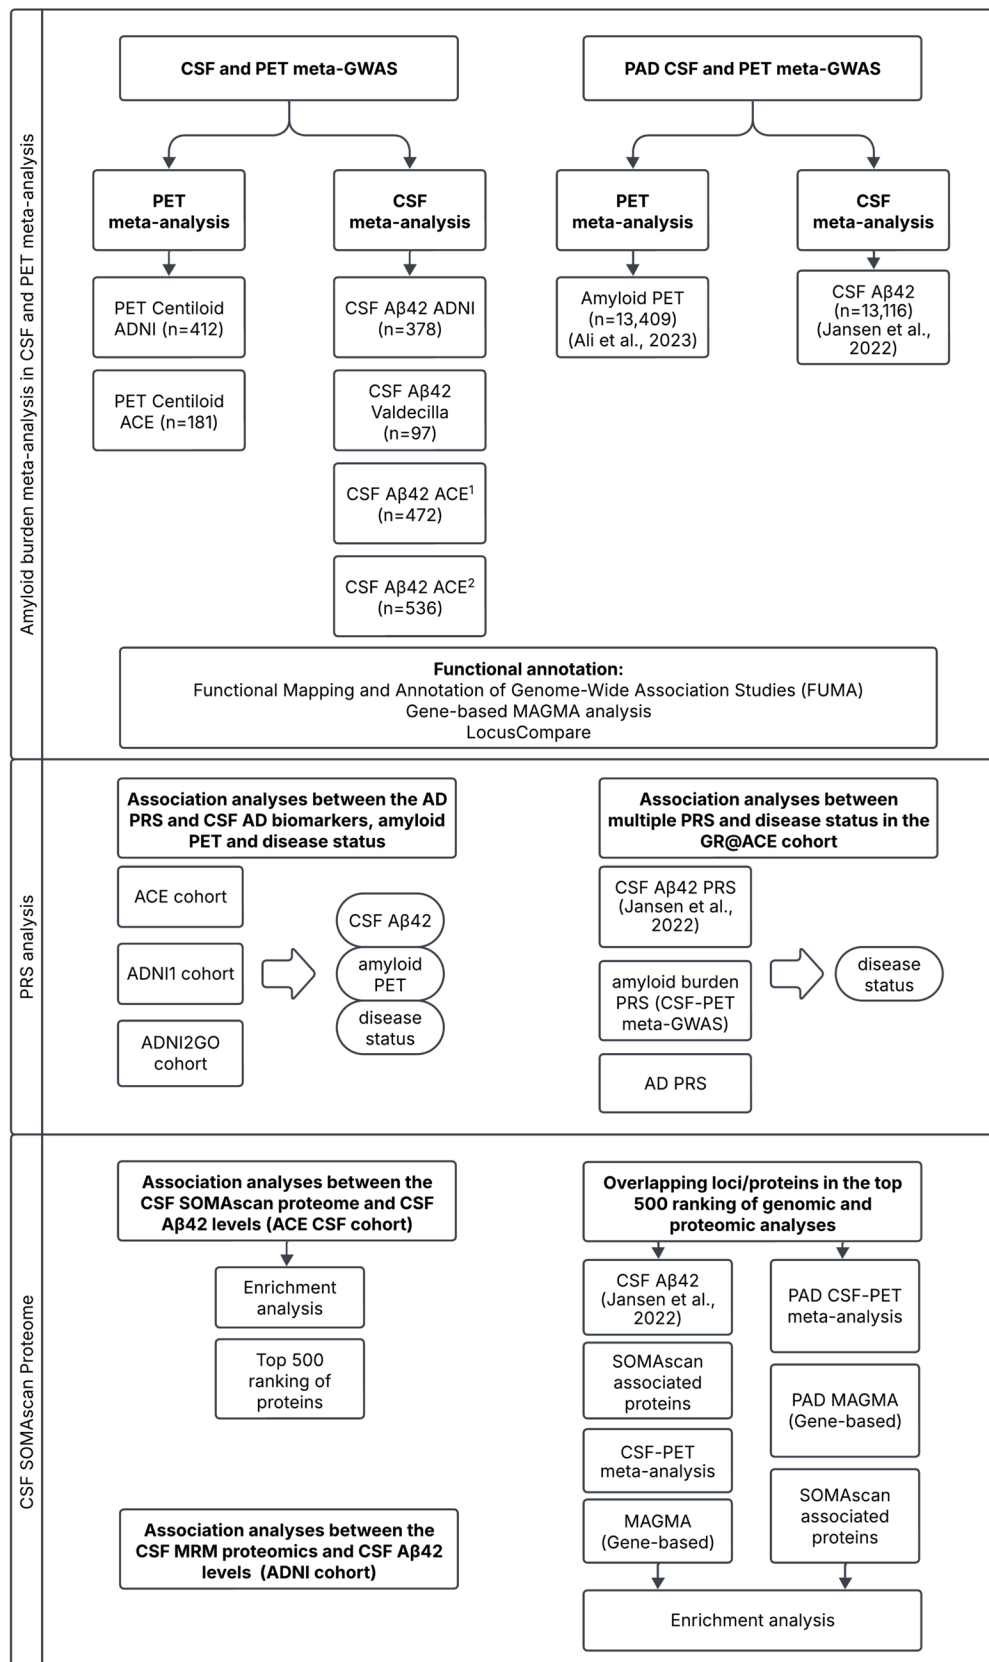 Amyloid burden meta-analysis in CSF and PET meta-analysis
CSF and PET meta-GWAS
PET
meta-analysis
PET Centiloid
ADNI (n=412)
PET Centiloid
ACE (n=181)
CSF
meta-analysis
CSF Aβ42 ADNI
(n=378)
CSF Aβ42
Valdecilla
(n=97)
CSF Aβ42 ACE¹
(n=472)
CSF Aβ42 ACE²
(n=536)
PAD CSF and PET meta-GWAS
PET
meta-analysis
Amyloid PET
(n=13,409)
(Ali et al., 2023)
CSF
meta-analysis
CSF Aβ42
(n=13,116)
(Jansen et al.,
2022)
Functional annotation:
Functional Mapping and Annotation of Genome-Wide Association Studies (FUMA)
Gene-based MAGMA analysis
LocusCompare
PRS analysis
Association analyses between the AD
PRS and CSF AD biomarkers, amyloid
PET and disease status
ACE cohort
ADNI1 cohort
ADNI2GO
cohort
CSF Aβ42
amyloid
PET
disease
status
Association analyses between
multiple PRS and disease status in the
GR@ACE cohort
CSF Aβ42 PRS
(Jansen et al.,
2022)
amyloid burden
PRS (CSF-PET
meta-GWAS)
AD PRS
disease
status
CSF SOMAscan Proteome
Association analyses between the
CSF SOMAscan proteome and CSF
Aβ42 levels (ACE CSF cohort)
Enrichment
analysis
Top 500
ranking of
proteins
Association analyses between the
CSF MRM proteomics and CSF Aβ42
levels (ADNI cohort)
Overlapping loci/proteins in the top
500 ranking of genomic and
proteomic analyses
CSF Aβ42
(Jansen et al.,
2022)
SOMAscan
associated
proteins
CSF-PET
meta-analysis
MAGMA
(Gene-based)
PAD CSF-PET
meta-analysis
PAD MAGMA
(Gene-based)
SOMAscan
associated
proteins
Enrichment analysis